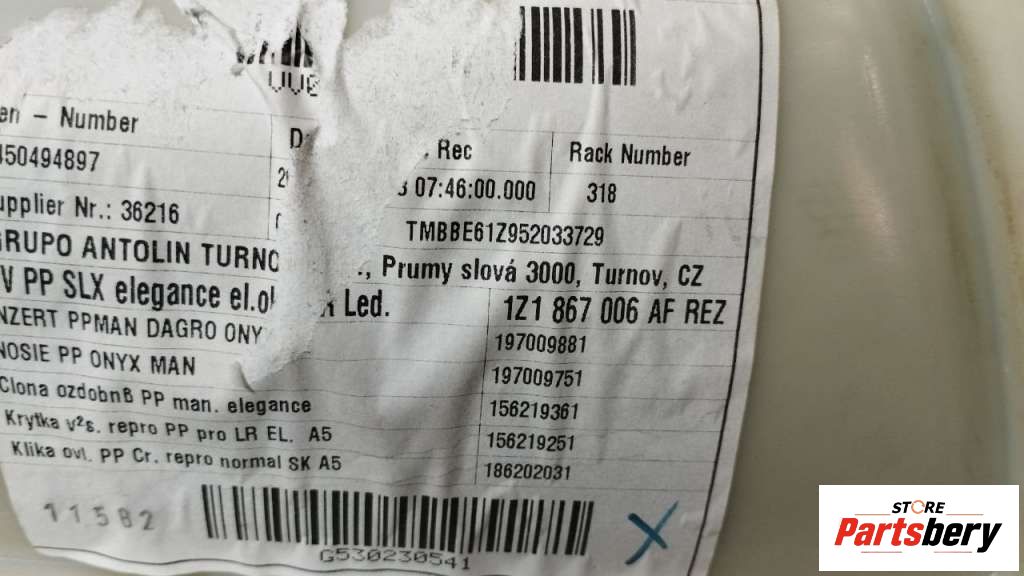 en - Number
450494897
Rec
Rack Number
07:46:00.000
318
upplier Nr.: 36216
TMBBE61Z952033729
GRUPO ANTOLIN TURNO
., Prumy slová 3000, Turnov, CZ
V PP SLX elegance el.o
Led.
1Z1 867 006 AF REZ
NZERT PPMAN DAGRO ONY
197009881
NOSIE PP ONYX MAN
197009751
Clona ozdobnß PP man. elegance
156219361
Krytka v²s. repro PP pro LR EL. A5
156219251
Klika ovl. PP Cr. repro normal SK A5
186202031
11582
G530230541
X
STORE
Partsbery